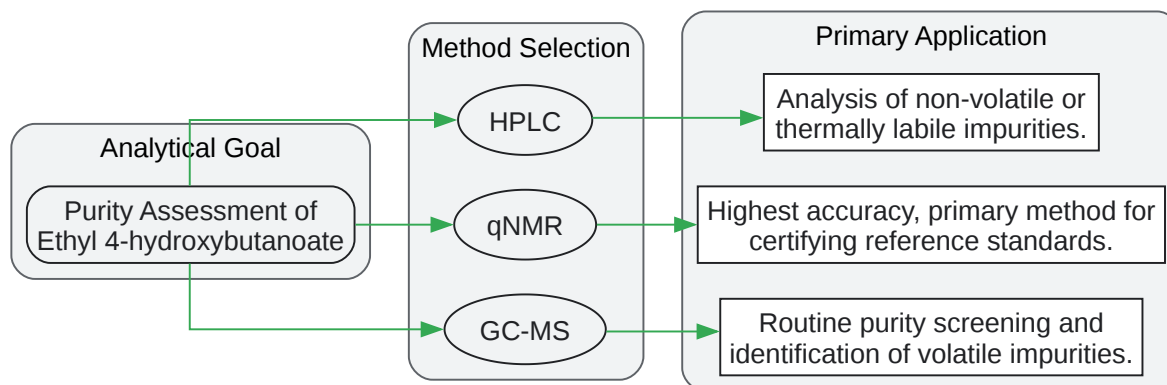 Analytical Goal
Purity Assessment of
Ethyl 4-hydroxybutanoate
Method Selection
HPLC
qNMR
GC-MS
Primary Application
Analysis of non-volatile or
thermally labile impurities.
Highest accuracy, primary method for
certifying reference standards.
Routine purity screening and
identification of volatile impurities.